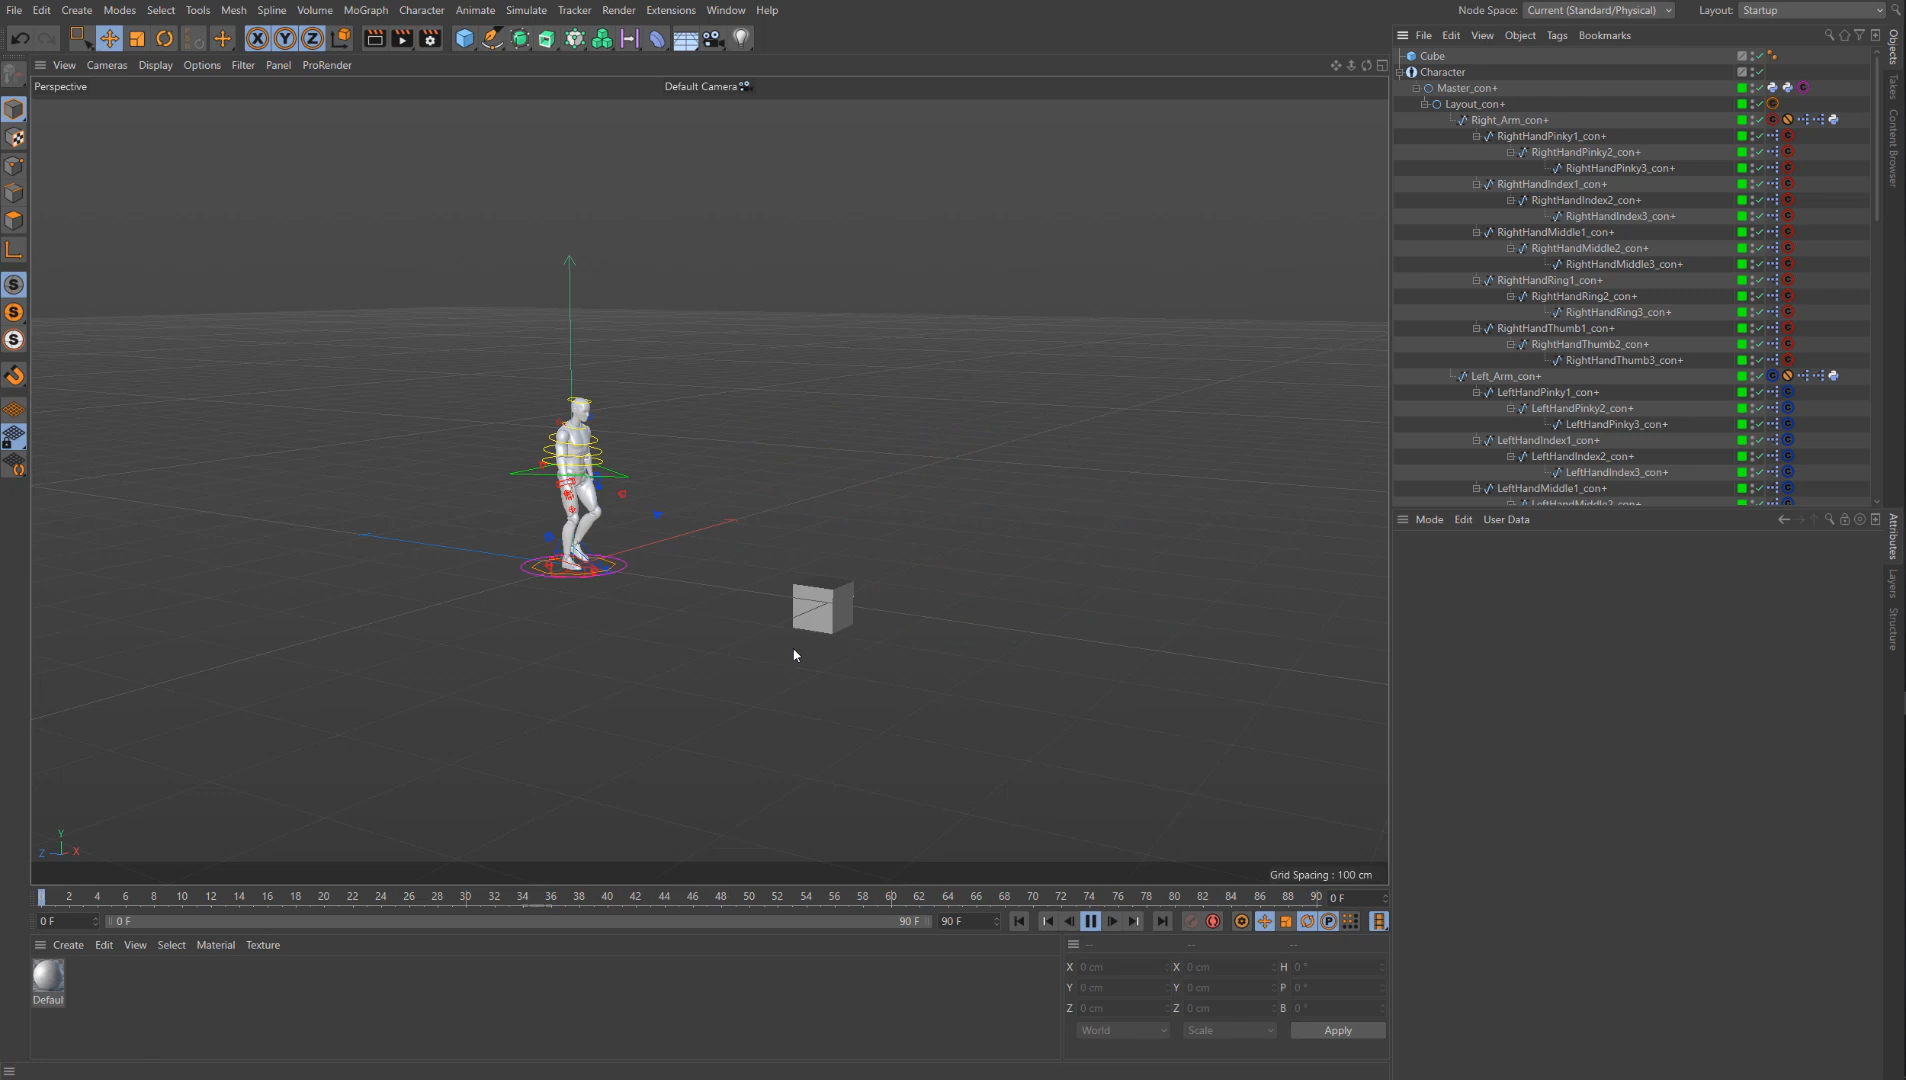 File Edit Create Modes Select Tools Mesh Spline Volume MoGraph Character Animate Simulate Tracker Render Extensions Window Help
Node Space: Current (Standard/Physical) Layout: Startup
X Y Z
File Edit View Object Tags Bookmarks
View Cameras Display Options Filter Panel ProRender
Perspective
Default Camera
Cube
Character
Master_con+
Layout_con+
Right_Arm_con+
RightHandPinky1_con+
RightHandPinky2_con+
RightHandPinky3_con+
RightHandIndex1_con+
RightHandIndex2_con+
RightHandIndex3_con+
RightHandMiddle1_con+
RightHandMiddle2_con+
RightHandMiddle3_con+
RightHandRing1_con+
RightHandRing2_con+
RightHandRing3_con+
RightHandThumb1_con+
RightHandThumb2_con+
RightHandThumb3_con+
Left_Arm_con+
LeftHandPinky1_con+
LeftHandPinky2_con+
LeftHandPinky3_con+
LeftHandIndex1_con+
LeftHandIndex2_con+
LeftHandIndex3_con+
LeftHandMiddle1_con+
LeftHandMiddle2_con+
Objects
Takes
Content Browser
Mode Edit User Data
Attributes
Layers
Structure
Y
Z X
Grid Spacing : 100 cm
2 4 6 8 10 12 14 16 18 20 22 24 26 28 30 32 34 36 38 40 42 44 46 48 50 52 54 56 58 60 62 64 66 68 70 72 74 76 78 80 82 84 86 88 90 0 F
0 F 0 F 90 F 90 F
P
Create Edit View Select Material Texture
-- -- --
Defaul
X 0 cm X 0 cm H 0 °
Y 0 cm Y 0 cm P 0 °
Z 0 cm Z 0 cm B 0 °
World Scale Apply